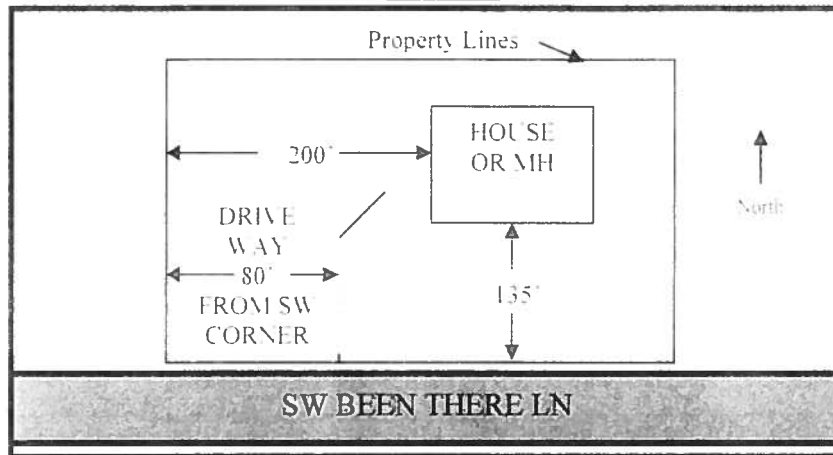 Property Lines
HOUSE
OR MH
200'
North
DRIVE
WAY
80'
FROM SW
CORNER
135'
SW BEEN THERE LN